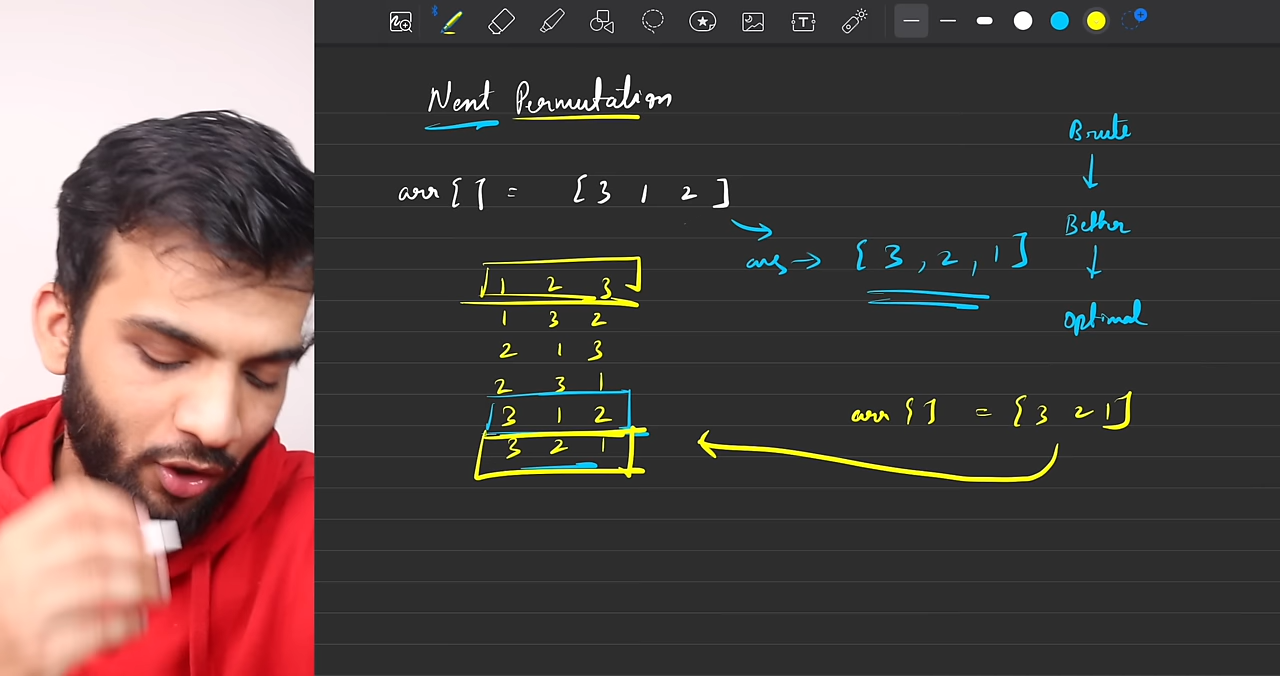 Next Permutation
arr [ ] = [ 3 1 2 ]
ans → { 3, 2, 1 }
1 2 3
1 3 2
2 1 3
2 3 1
3 1 2
3 2 1
Brute
↓
Better
↓
Optimal
arr [ ] = { 3 2 1 ]